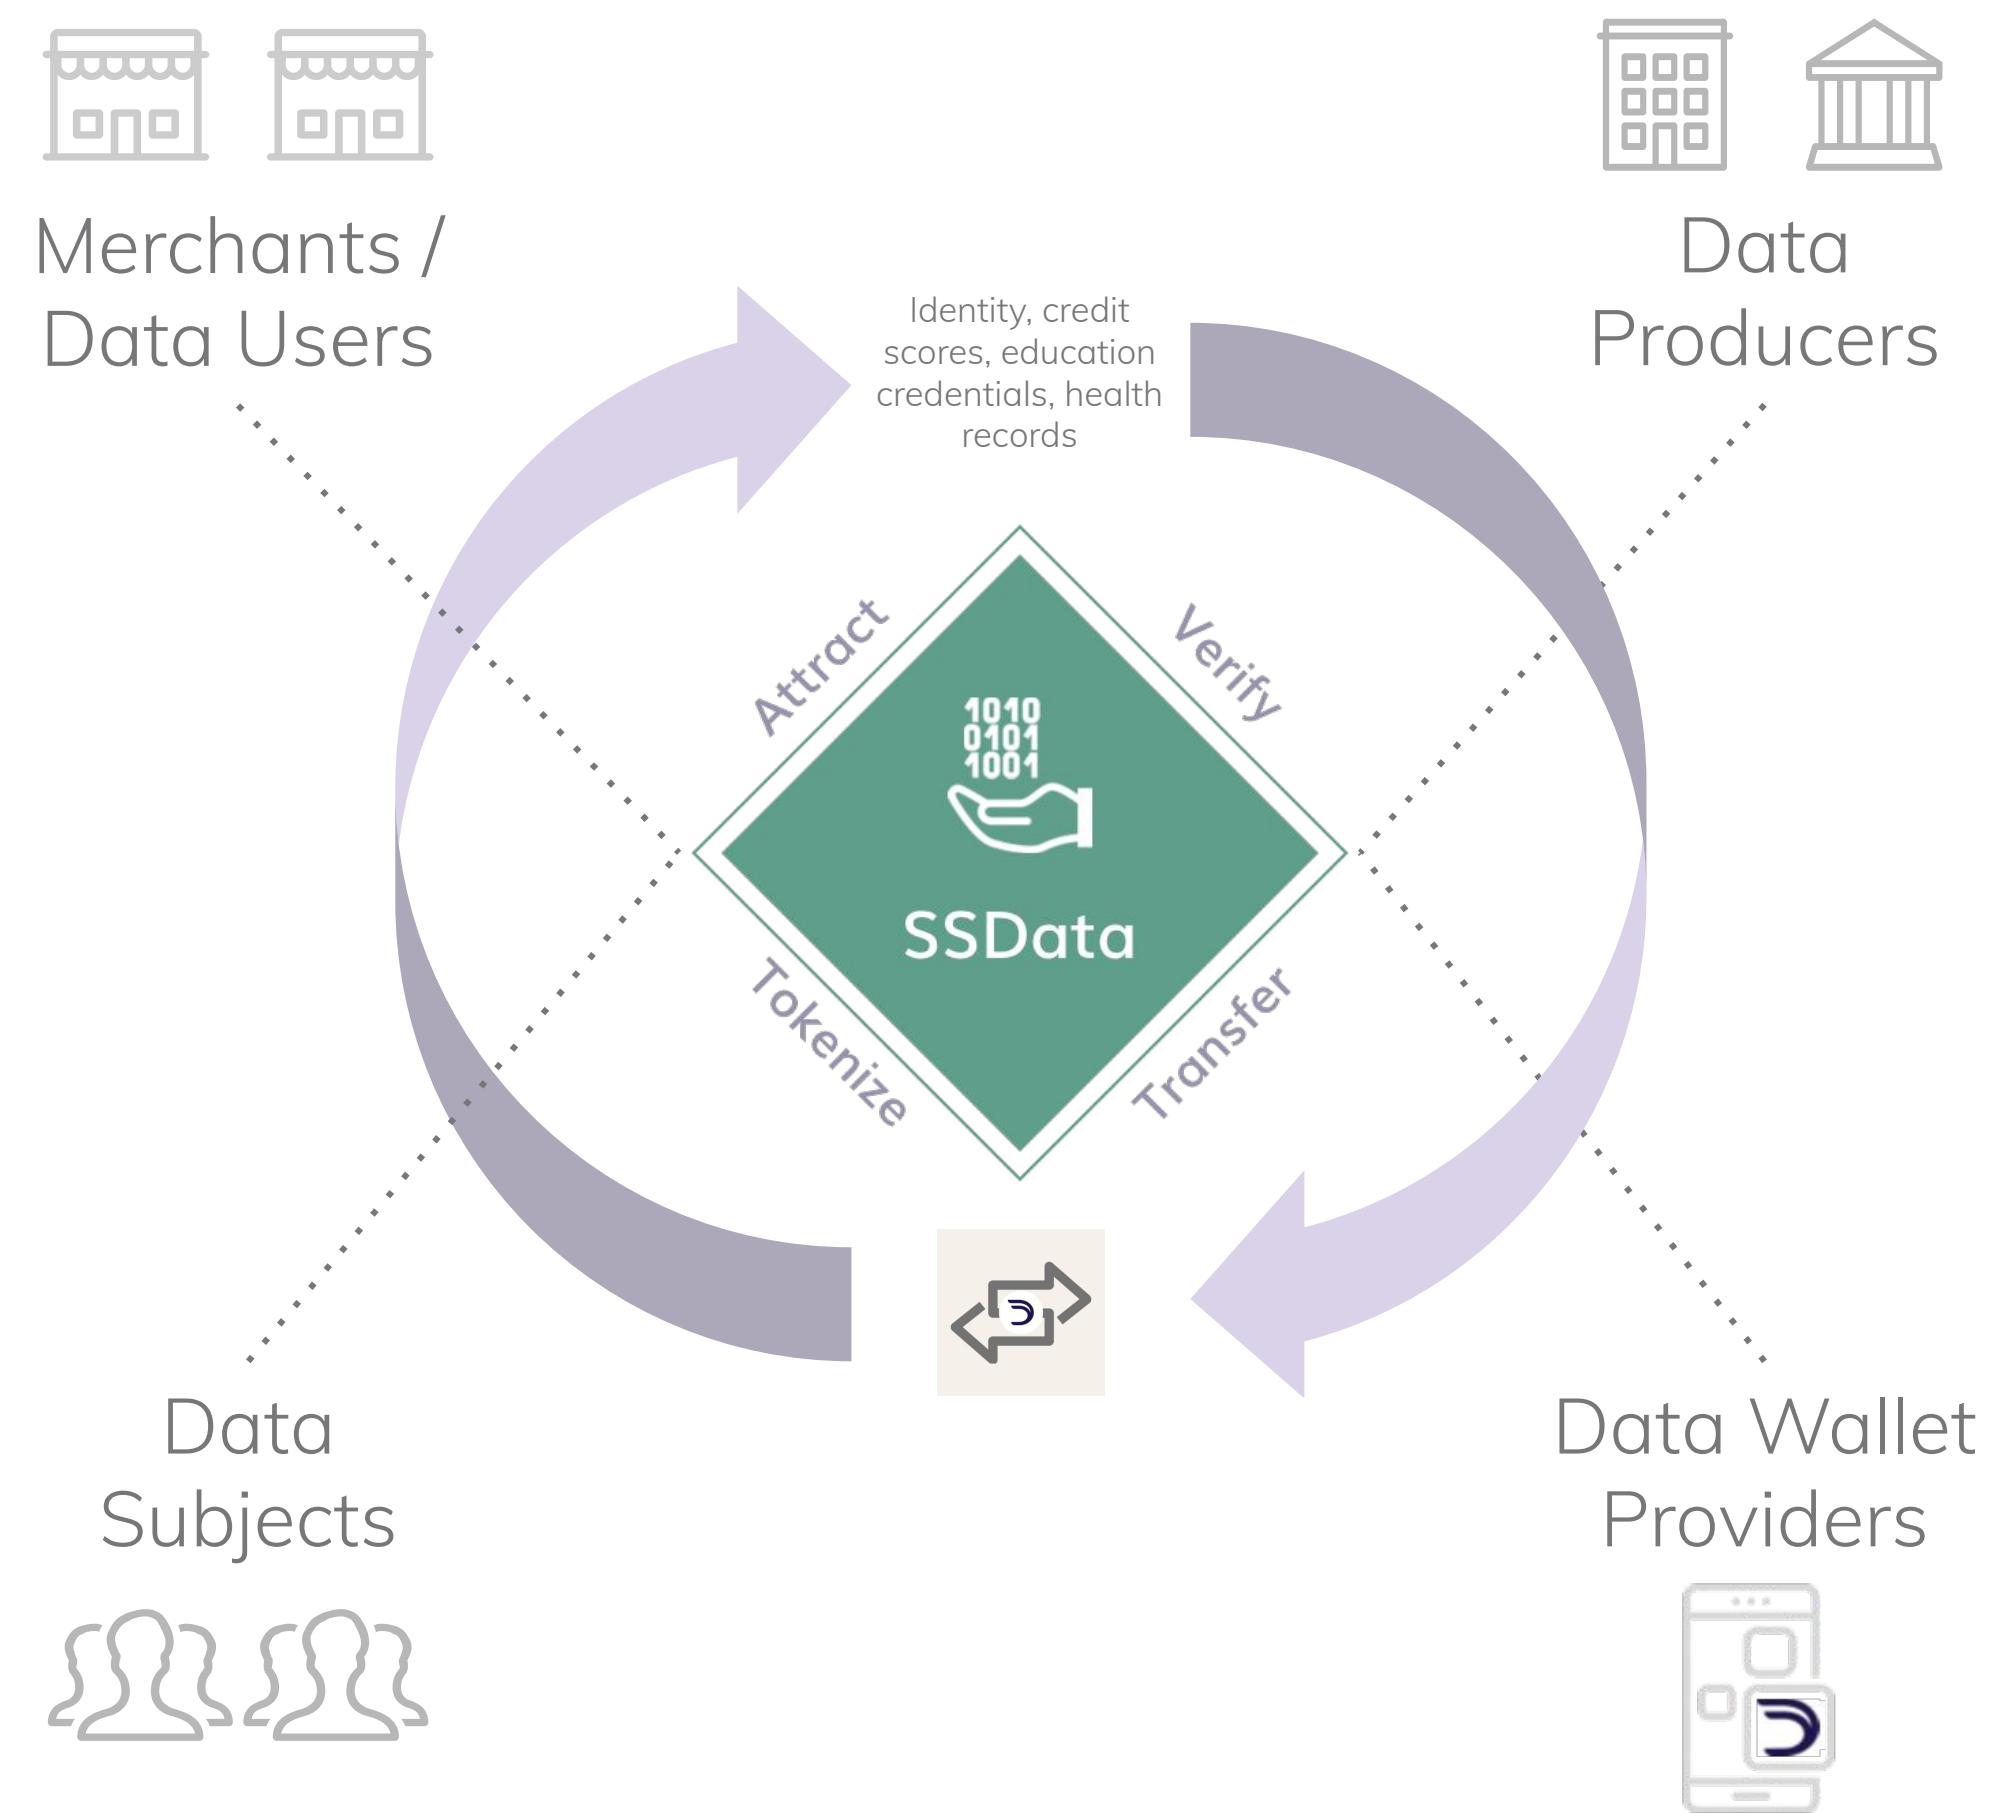 Merchants /
Data Users
Data
Producers
Identity, credit
scores, education
credentials, health
records
Attract
Verify
1010
0101
1001
SSData
Tokenize
Transfer
Data
Subjects
Data Wallet
Providers